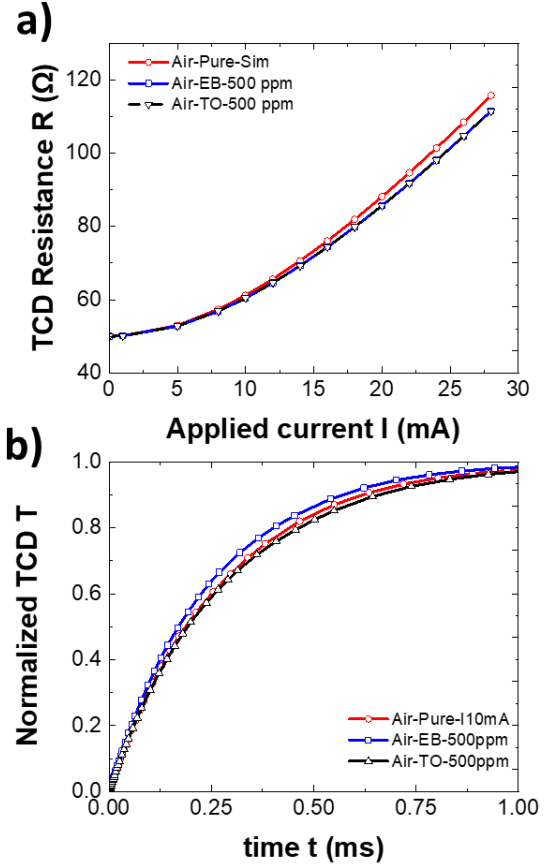 a)
Air-Pure-Sim
Air-EB-500 ppm
Air-TO-500 ppm
TCD Resistance R (Ω)
120
100
80
60
40
0 5 10 15 20 25 30
Applied current I (mA)
b)
Normalized TCD T
1.0
0.8
0.6
0.4
0.2
0.0
Air-Pure-I10mA
Air-EB-500ppm
Air-TO-500ppm
0.00 0.25 0.50 0.75 1.00
time t (ms)